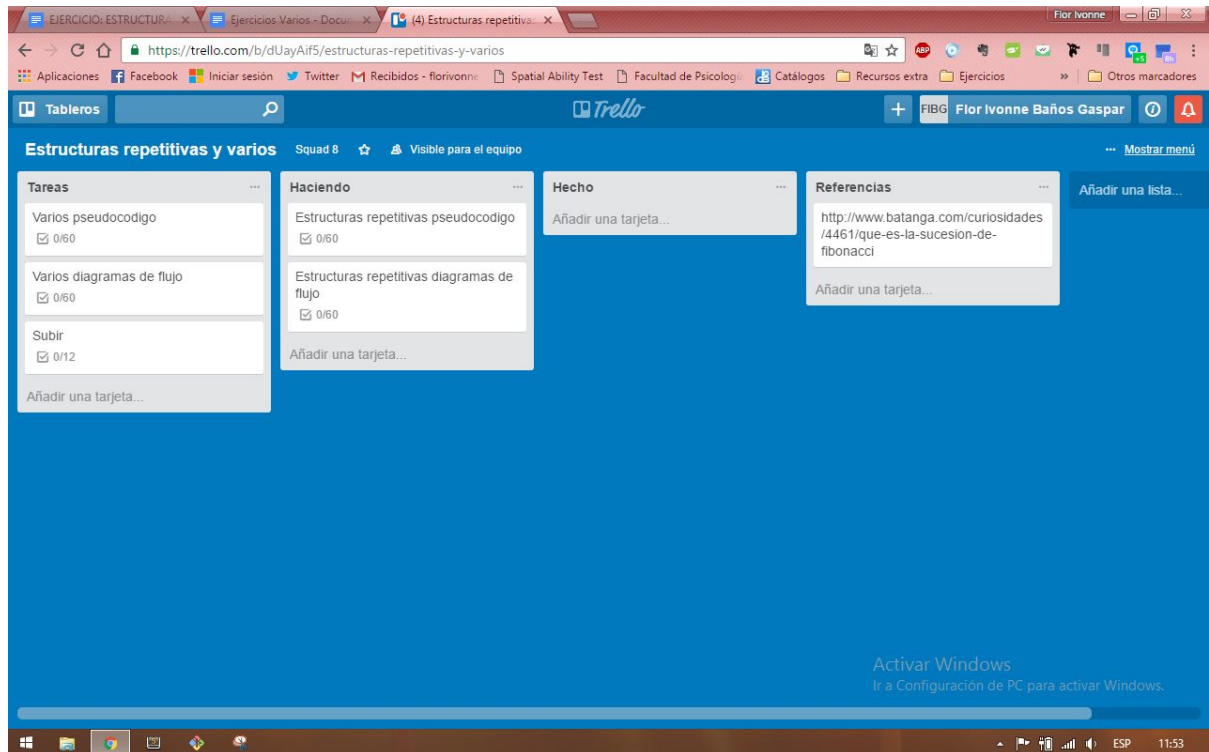 EJERCICIO: ESTRUCTURA
Ejercicios Varios - Docum
(4) Estructuras repetitivas
Flor Ivonne
https://trello.com/b/dUayAif5/estructuras-repetitivas-y-varios
ABP
Aplicaciones
Facebook
Iniciar sesión
Twitter
Recibidos - florivonne
Spatial Ability Test
Facultad de Psicología
Catálogos
Recursos extra
Ejercicios
»
Otros marcadores
Tableros
Trello
+
FIBG Flor Ivonne Baños Gaspar
Estructuras repetitivas y varios
Squad 8
Visible para el equipo
... Mostrar menú
Tareas
...
Varios pseudocodigo
0/60
Varios diagramas de flujo
0/60
Subir
0/12
Añadir una tarjeta...
Haciendo
...
Estructuras repetitivas pseudocodigo
0/60
Estructuras repetitivas diagramas de
flujo
0/60
Añadir una tarjeta...
Hecho
...
Añadir una tarjeta...
Referencias
...
http://www.batanga.com/curiosidades
/4461/que-es-la-sucesion-de-
fibonacci
Añadir una tarjeta...
Añadir una lista...
Activar Windows
Ir a Configuración de PC para activar Windows.
ESP
11:53